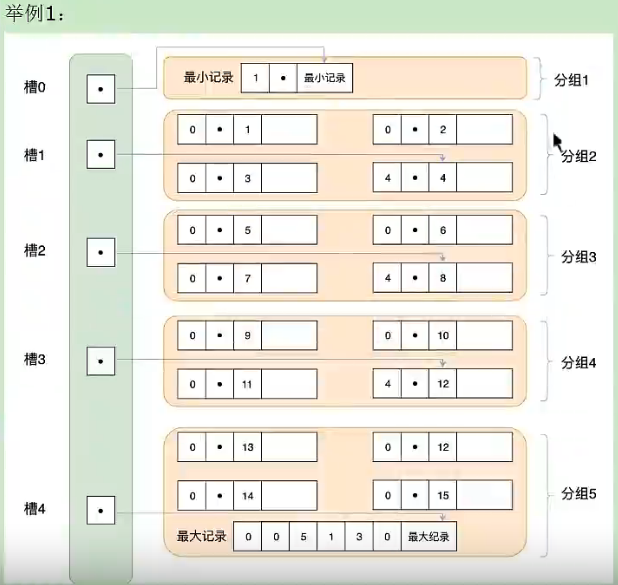 举例1：
槽0
最小记录 1 • 最小记录
分组1
槽1
0 • 1
0 • 2
0 • 3
4 • 4
分组2
槽2
0 • 5
0 • 6
0 • 7
4 • 8
分组3
槽3
0 • 9
0 • 10
0 • 11
4 • 12
分组4
槽4
0 • 13
0 • 12
0 • 14
0 • 15
最大记录 0 0 5 1 3 0 最大纪录
分组5